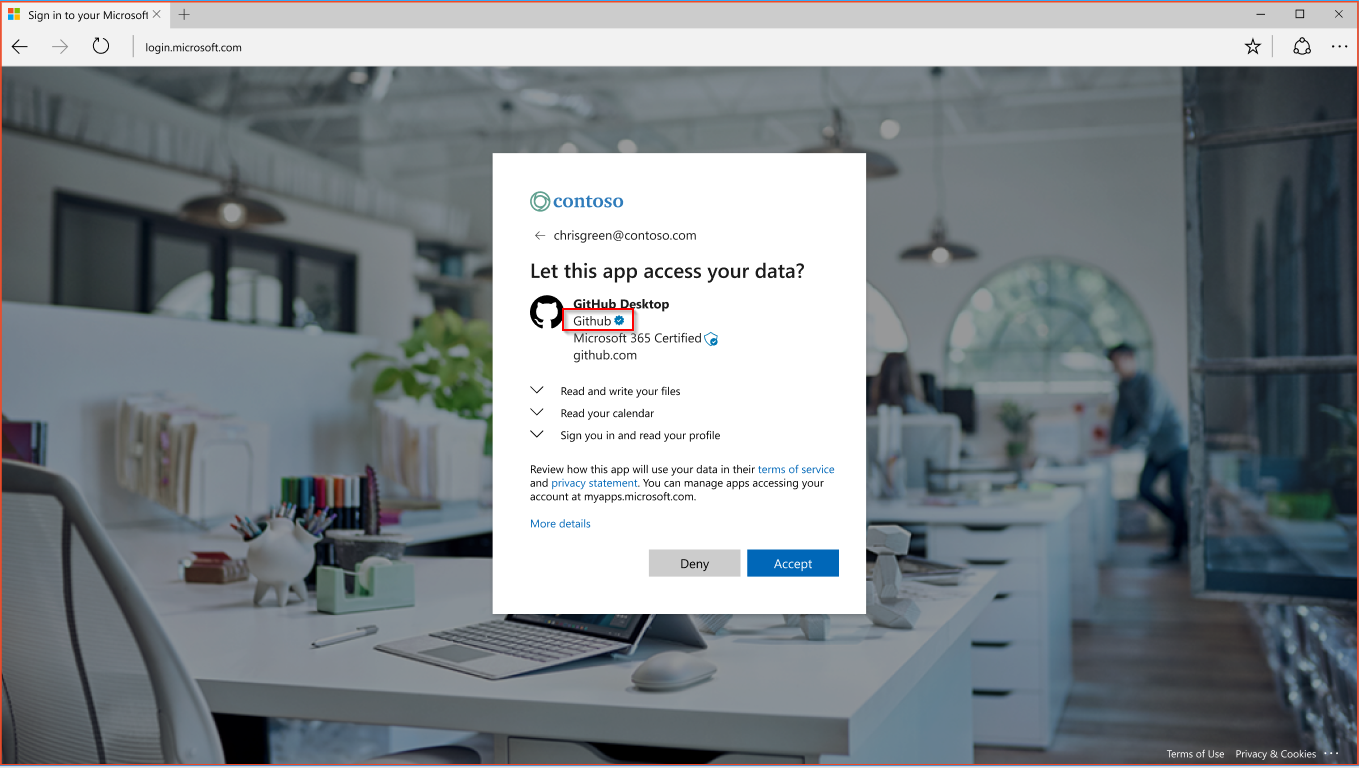 Sign in to your Microsoft
login.microsoft.com
contoso
chrisgreen@contoso.com
Let this app access your data?
GitHub Desktop
Github
Microsoft 365 Certified
github.com
Read and write your files
Read your calendar
Sign you in and read your profile
Review how this app will use your data in their terms of service
and privacy statement. You can manage apps accessing your
account at myapps.microsoft.com.
More details
Deny Accept
Terms of Use Privacy & Cookies ···